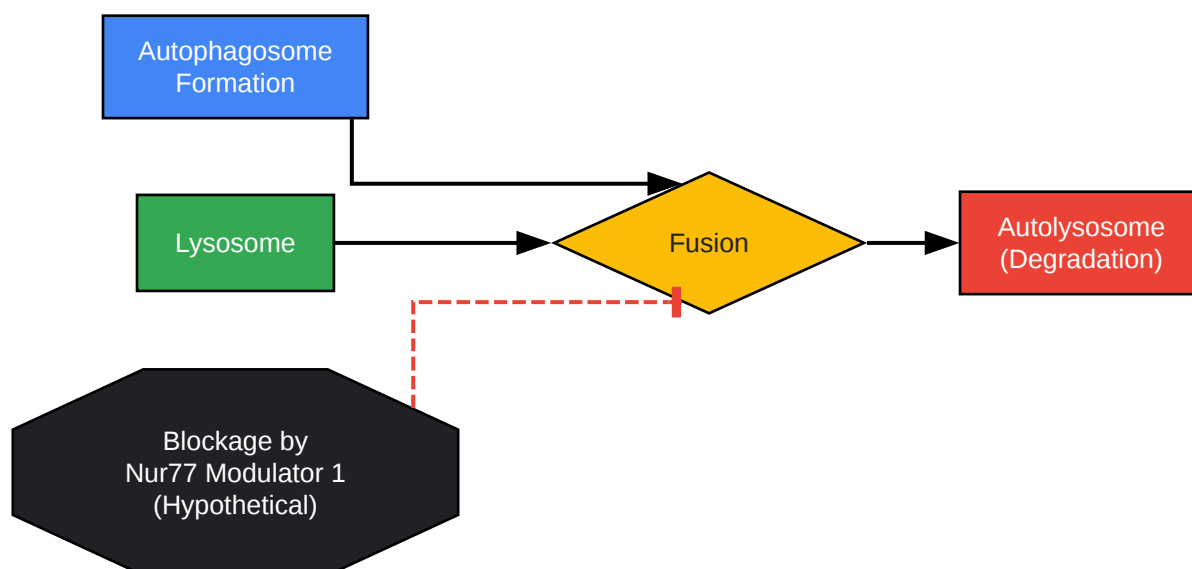 Autophagosome
Formation
Lysosome
Fusion
Autolysosome
(Degradation)
Blockage by
Nur77 Modulator 1
(Hypothetical)